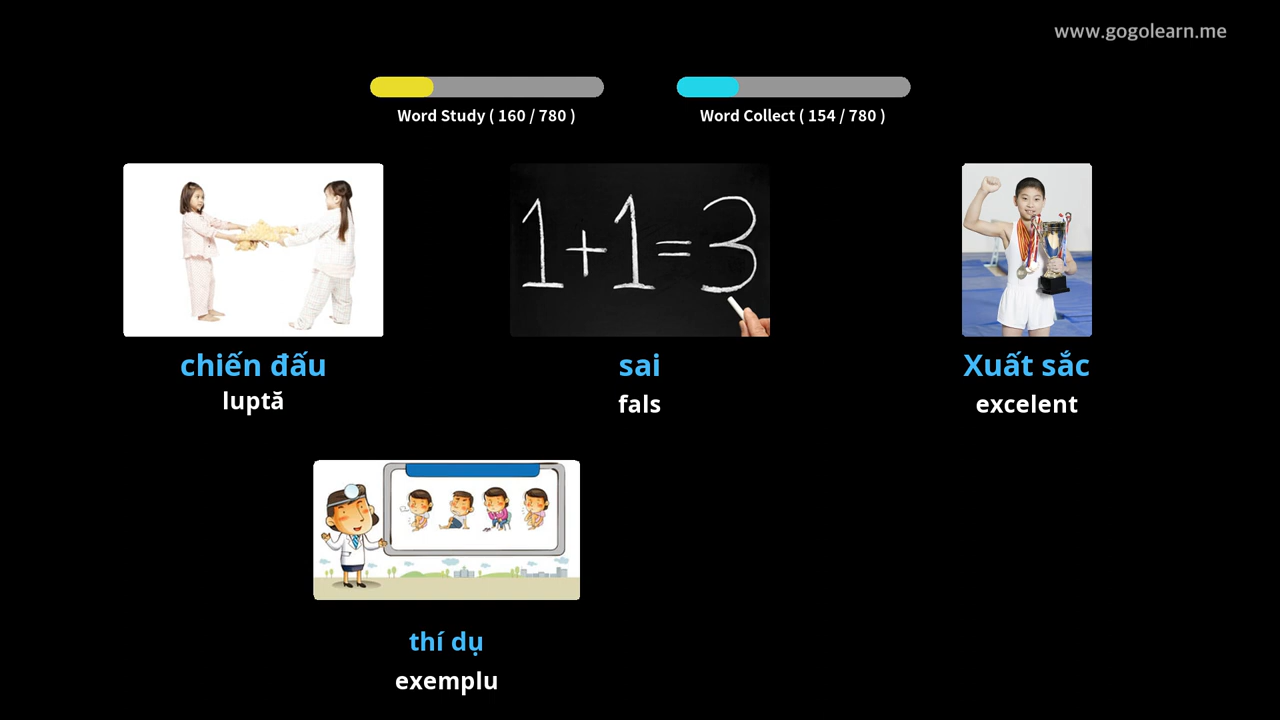 www.gogolearn.me
Word Study ( 160 / 780 )
Word Collect ( 154 / 780 )
1+1=3
chiến đấu
luptă
sai
fals
Xuất sắc
excelent
thí dụ
exemplu